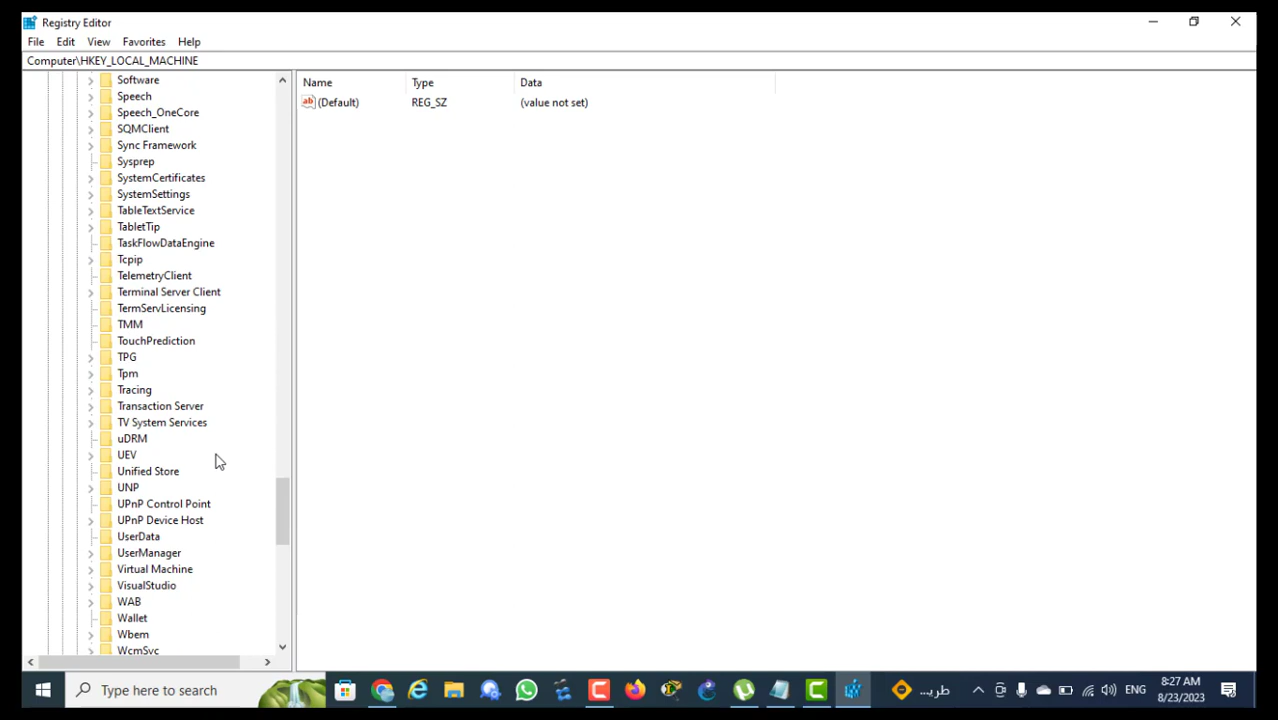 Registry Editor
File Edit View Favorites Help
Computer\HKEY_LOCAL_MACHINE
Name Type Data
ab (Default) REG_SZ (value not set)
Software
Speech
Speech_OneCore
SQMClient
Sync Framework
Sysprep
SystemCertificates
SystemSettings
TableTextService
TabletTip
TaskFlowDataEngine
Tcpip
TelemetryClient
Terminal Server Client
TermServLicensing
TMM
TouchPrediction
TPG
Tpm
Tracing
Transaction Server
TV System Services
uDRM
UEV
Unified Store
UNP
UPnP Control Point
UPnP Device Host
UserData
UserManager
Virtual Machine
VisualStudio
WAB
Wallet
Wbem
WcmSvc
Type here to search
طريـ...
ENG
8:27 AM
8/23/2023